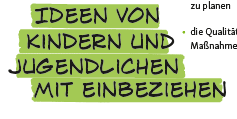 IDEEN VON
KINDERN UND
JUGENDLICHEN
MIT EINBEZIEHEN
zu planen
• die Qualität
Maßnahme